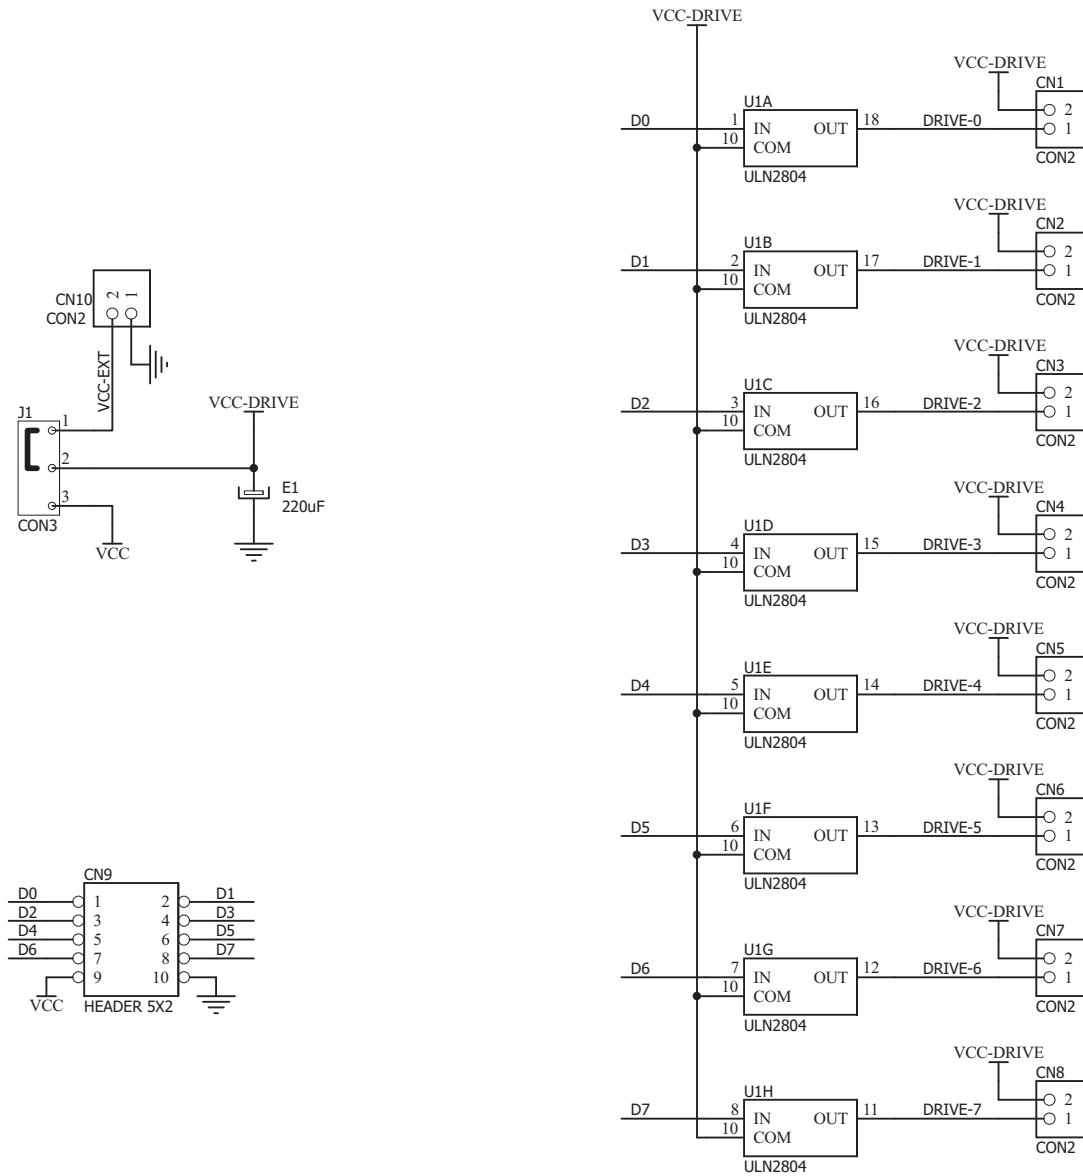 VCC-DRIVE
VCC-DRIVE
CN1
U1A
2
D0 1 IN OUT 18 DRIVE-0 1
10 COM
CON2
ULN2804
VCC-DRIVE
CN2
U1B
2
D1 2 IN OUT 17 DRIVE-1 1
10 COM
CON2
ULN2804
VCC-DRIVE
CN3
U1C
2
D2 3 IN OUT 16 DRIVE-2 1
10 COM
CON2
ULN2804
VCC-DRIVE
CN4
U1D
2
D3 4 IN OUT 15 DRIVE-3 1
10 COM
CON2
ULN2804
VCC-DRIVE
CN5
U1E
2
D4 5 IN OUT 14 DRIVE-4 1
10 COM
CON2
ULN2804
VCC-DRIVE
CN6
U1F
2
D5 6 IN OUT 13 DRIVE-5 1
10 COM
CON2
ULN2804
VCC-DRIVE
CN7
U1G
2
D6 7 IN OUT 12 DRIVE-6 1
10 COM
CON2
ULN2804
VCC-DRIVE
CN8
U1H
2
D7 8 IN OUT 11 DRIVE-7 1
10 COM
CON2
ULN2804
CN10 2 1
CON2
VCC-EXT
J1
1
VCC-DRIVE
2
E1
220uF
3
CON3
VCC
CN9
D0 1 2 D1
D2 3 4 D3
D4 5 6 D5
D6 7 8 D7
9 10
VCC HEADER 5X2